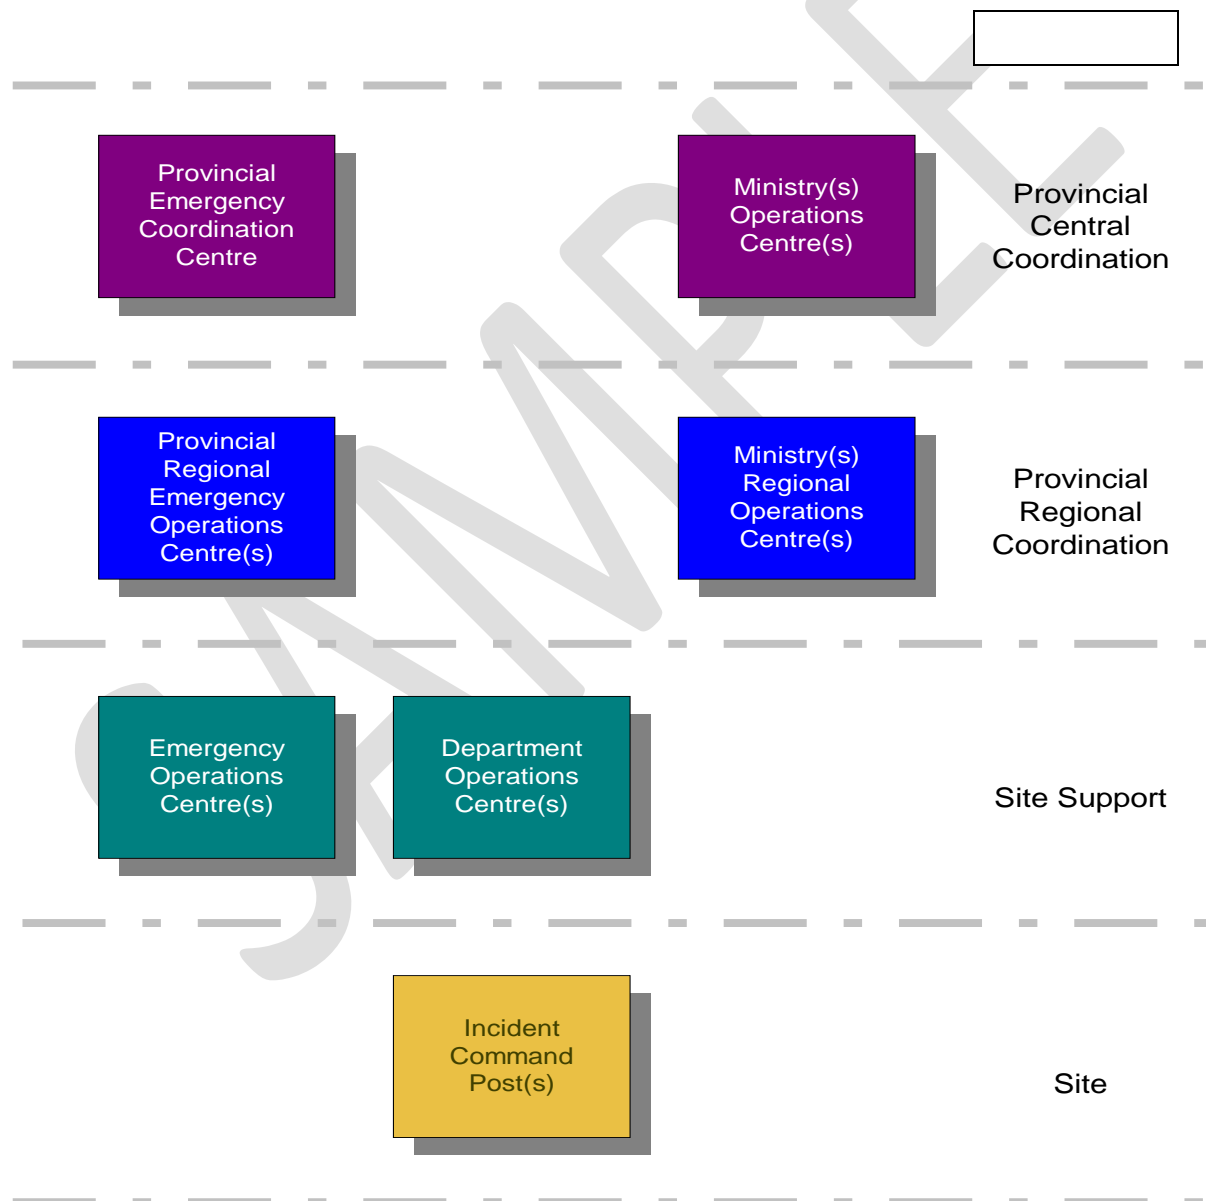 SAMPLE
Provincial
Emergency
Coordination
Centre
Ministry(s)
Operations
Centre(s)
Provincial
Central
Coordination
Provincial
Regional
Emergency
Operations
Centre(s)
Ministry(s)
Regional
Operations
Centre(s)
Provincial
Regional
Coordination
Emergency
Operations
Centre(s)
Department
Operations
Centre(s)
Site Support
Incident
Command
Post(s)
Site